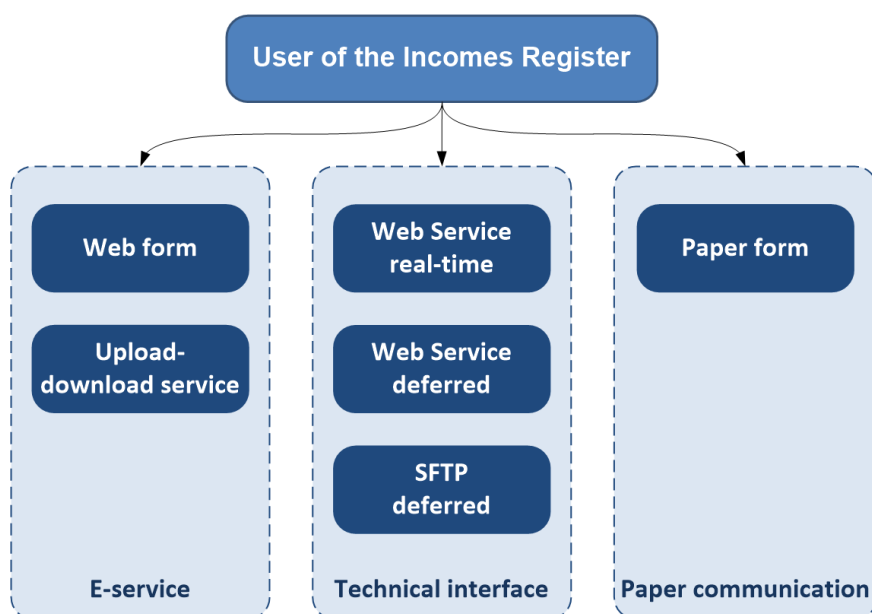 User of the Incomes Register
Web form
Upload-
download service
E-service
Web Service
real-time
Web Service
deferred
SFTP
deferred
Technical interface
Paper form
Paper communication